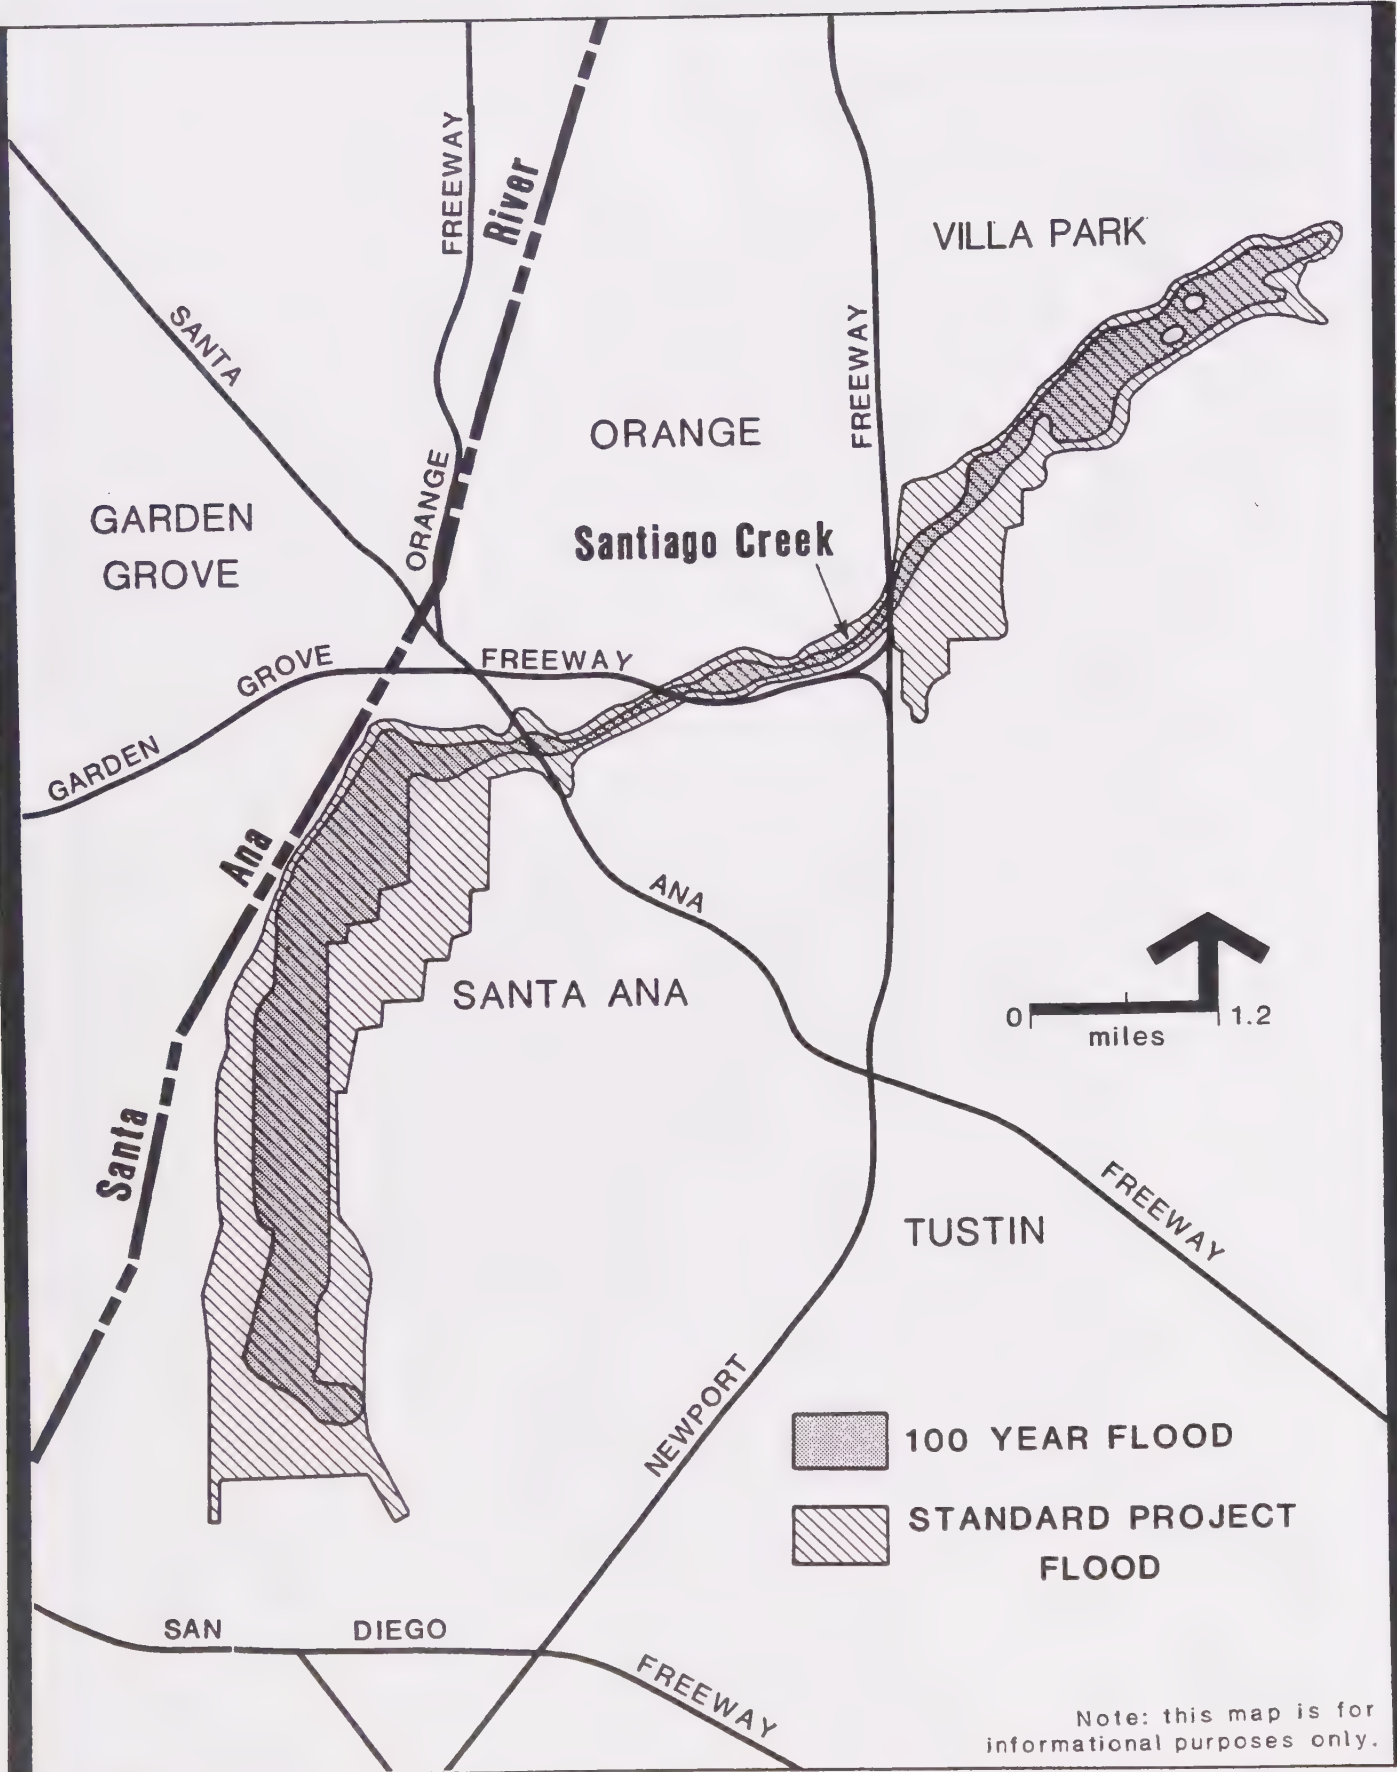 FREEWAY
River
VILLA PARK
SANTA
FREEWAY
ORANGE
ORANGE
GARDEN
GROVE
Santiago Creek
GROVE
FREEWAY
GARDEN
Ana
ANA
SANTA ANA
0
1.2
miles
Santa
FREEWAY
TUSTIN
NEWPORT
100 YEAR FLOOD
STANDARD PROJECT
FLOOD
SAN DIEGO
FREEWAY
Note: this map is for
informational purposes only.